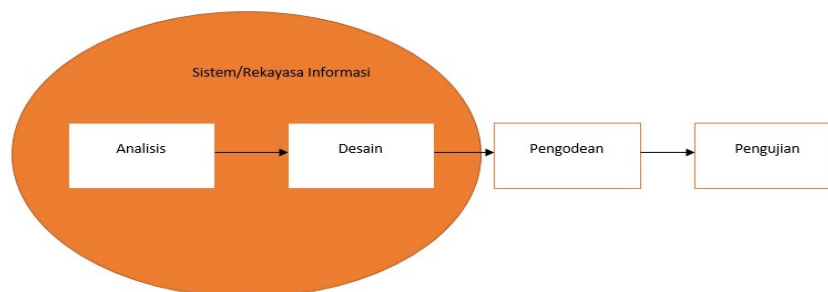 Sistem/Rekayasa Informasi
Analisis
Desain
Pengodean
Pengujian